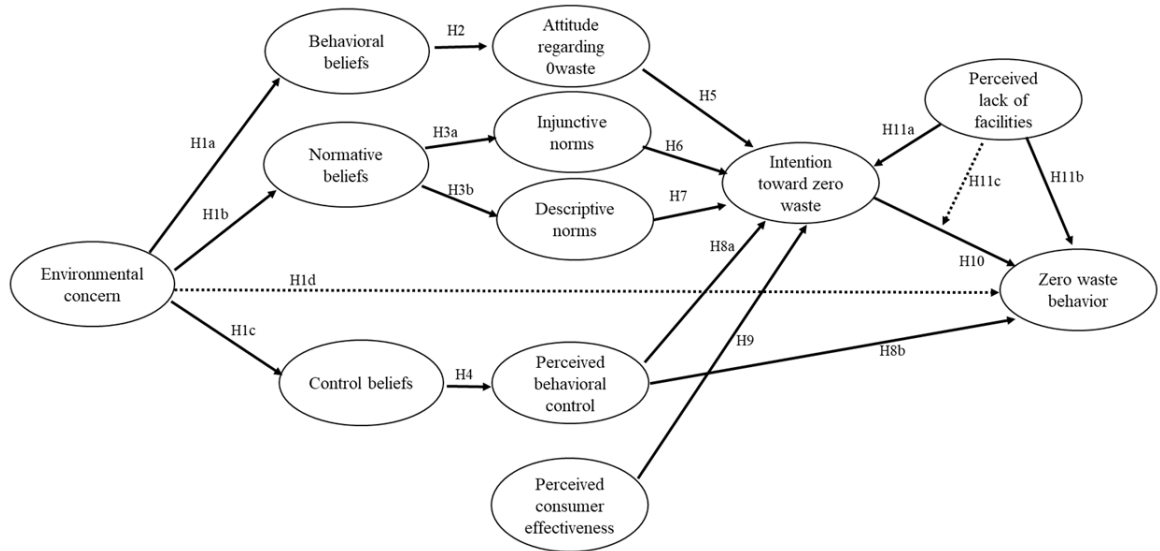 Behavioral
beliefs
H2
Attitude
regarding
0waste
Perceived
lack of
facilities
H5
H1a
Normative
beliefs
H3a
Injunctive
norms
H6
H11a
Intention
toward zero
waste
H11c
H11b
H1b
H3b
Descriptive
norms
H7
H8a
H10
Environmental
concern
H1d
Zero waste
behavior
H1c
H9
H8b
Control beliefs
H4
Perceived
behavioral
control
Perceived
consumer
effectiveness